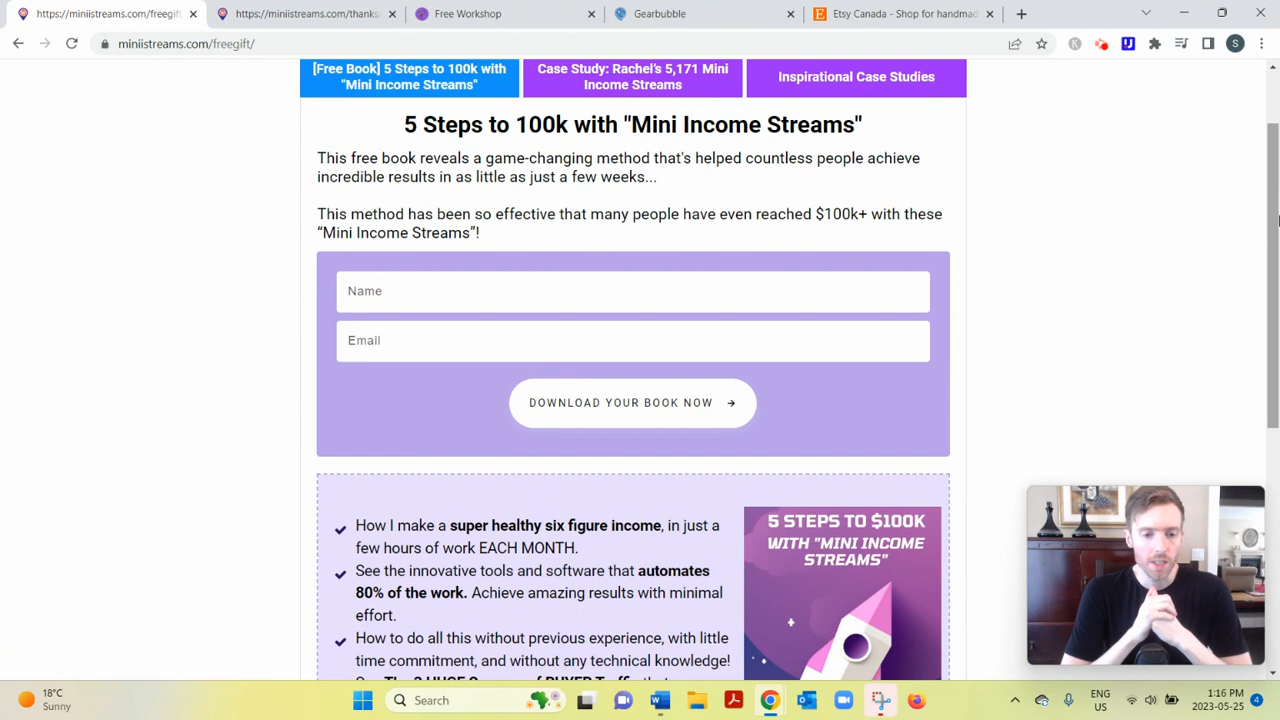 https://miniistreams.com/freegift
https://miniistreams.com/thanks
Free Workshop
Gearbubble
Etsy Canada - Shop for handmad
miniistreams.com/freegift/
S
[Free Book] 5 Steps to 100k with
"Mini Income Streams"
Case Study: Rachel's 5,171 Mini
Income Streams
Inspirational Case Studies
5 Steps to 100k with "Mini Income Streams"
This free book reveals a game-changing method that's helped countless people achieve
incredible results in as little as just a few weeks...
This method has been so effective that many people have even reached $100k+ with these
“Mini Income Streams”!
Name
Email
DOWNLOAD YOUR BOOK NOW
How I make a super healthy six figure income, in just a
few hours of work EACH MONTH.
See the innovative tools and software that automates
80% of the work. Achieve amazing results with minimal
effort.
How to do all this without previous experience, with little
time commitment, and without any technical knowledge!
5 STEPS TO $100K
WITH "MINI INCOME
STREAMS"
18°C
Sunny
Search
ENG
US
1:16 PM
2023-05-25
4